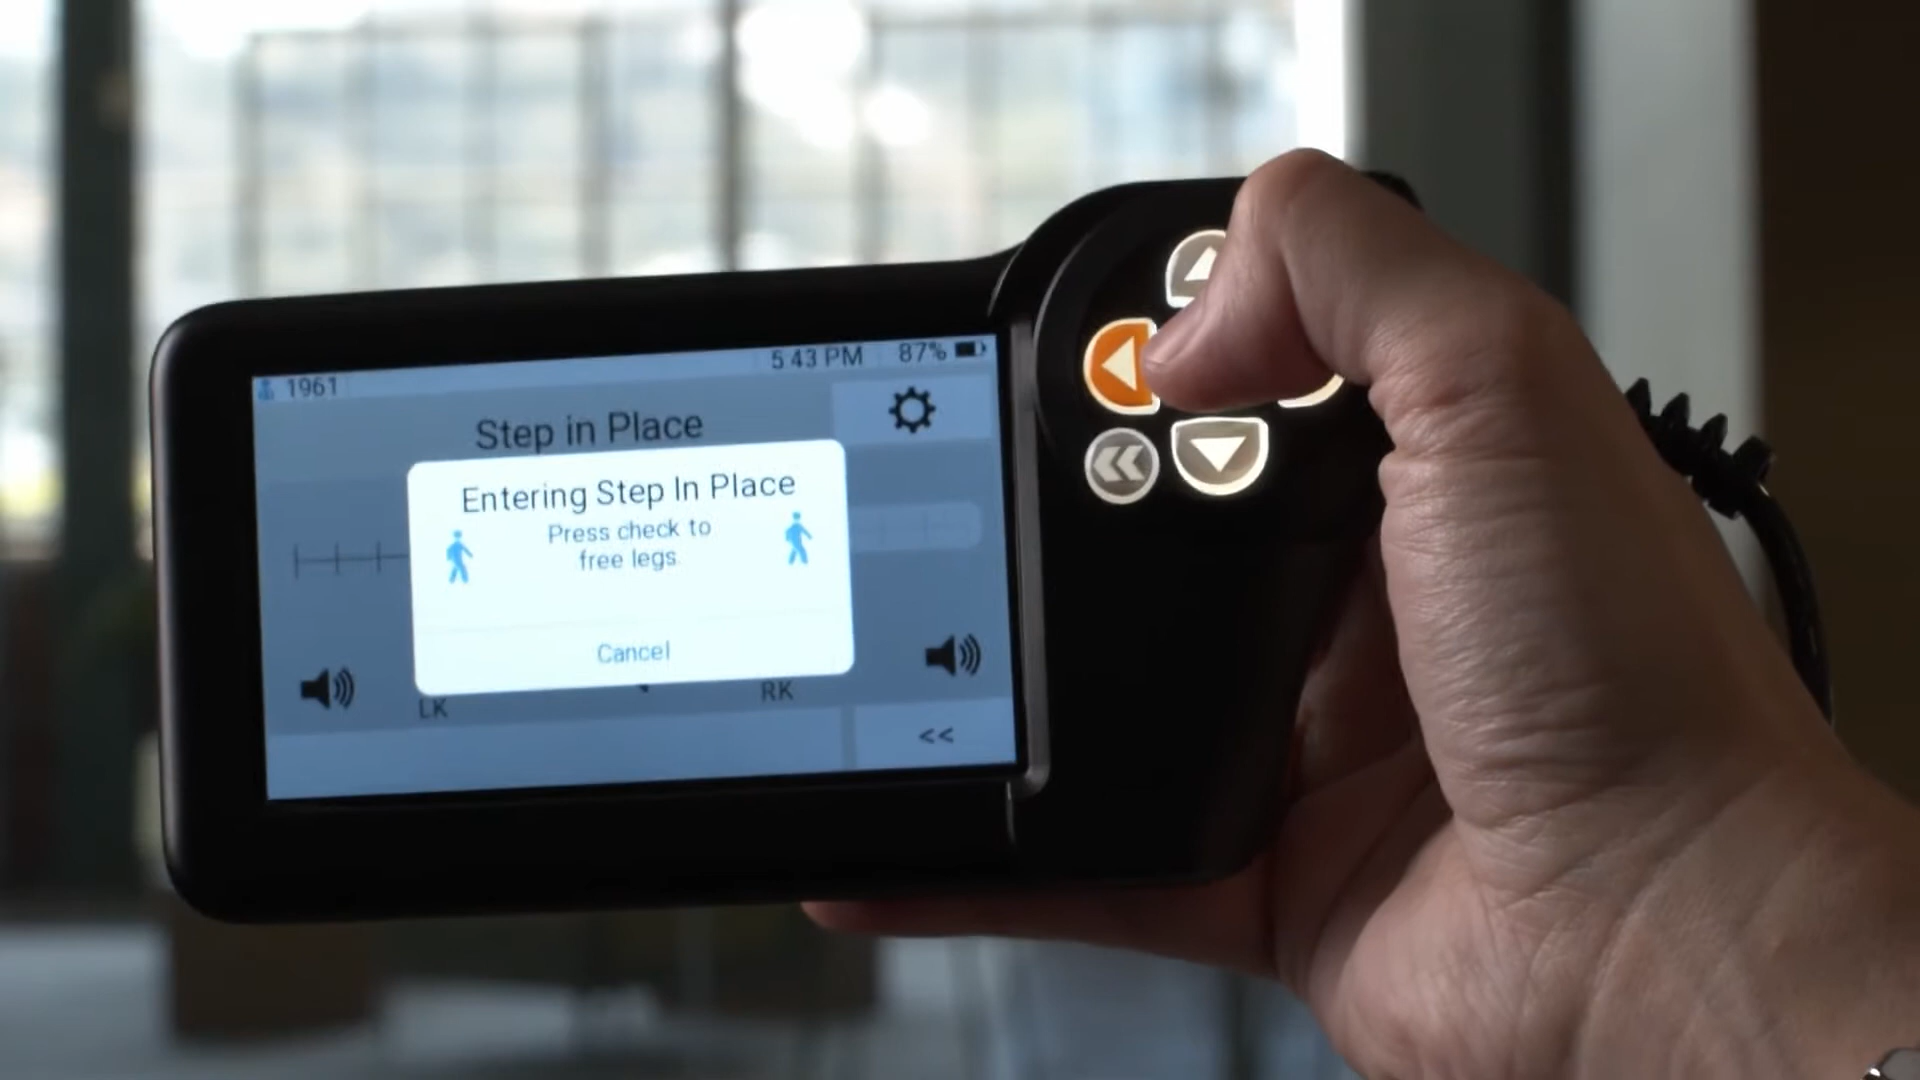 1961
5 43 PM 87%
Step in Place
Entering Step In Place
Press check to
free legs.
Cancel
LK
RK
<<